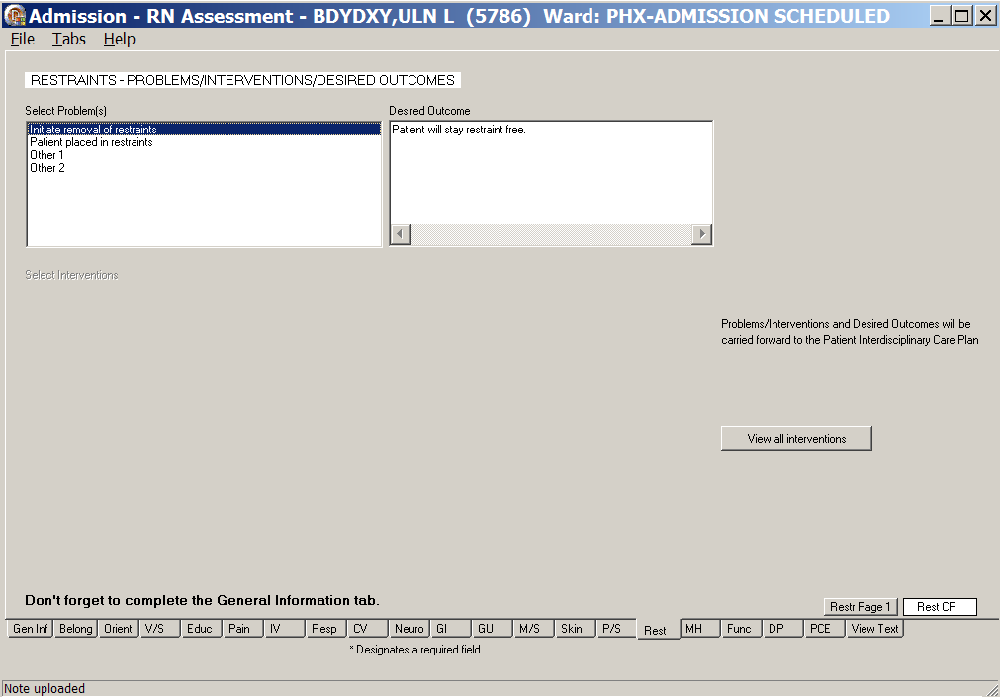 Admission - RN Assessment - BDYDXY,ULN L (5786) Ward: PHX-ADMISSION SCHEDULED
File Tabs Help
RESTRAINTS - PROBLEMS/INTERVENTIONS/DESIRED OUTCOMES
Select Problem(s)
Initiate removal of restraints
Patient placed in restraints
Other 1
Other 2
Desired Outcome
Patient will stay restraint free.
Select Interventions
Problems/Interventions and Desired Outcomes will be
carried forward to the Patient Interdisciplinary Care Plan
View all interventions
Don't forget to complete the General Information tab.
Restr Page 1 Rest CP
Gen Inf Belong Orient V/S Educ Pain IV Resp CV Neuro GI GU M/S Skin P/S Rest MH Func DP PCE View Text
* Designates a required field
Note uploaded